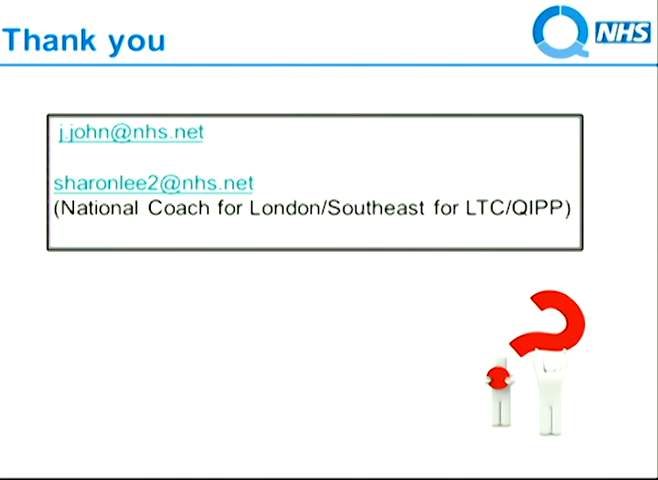 Thank you
NHS
j.john@nhs.net
sharonlee2@nhs.net
(National Coach for London/Southeast for LTC/QIPP)